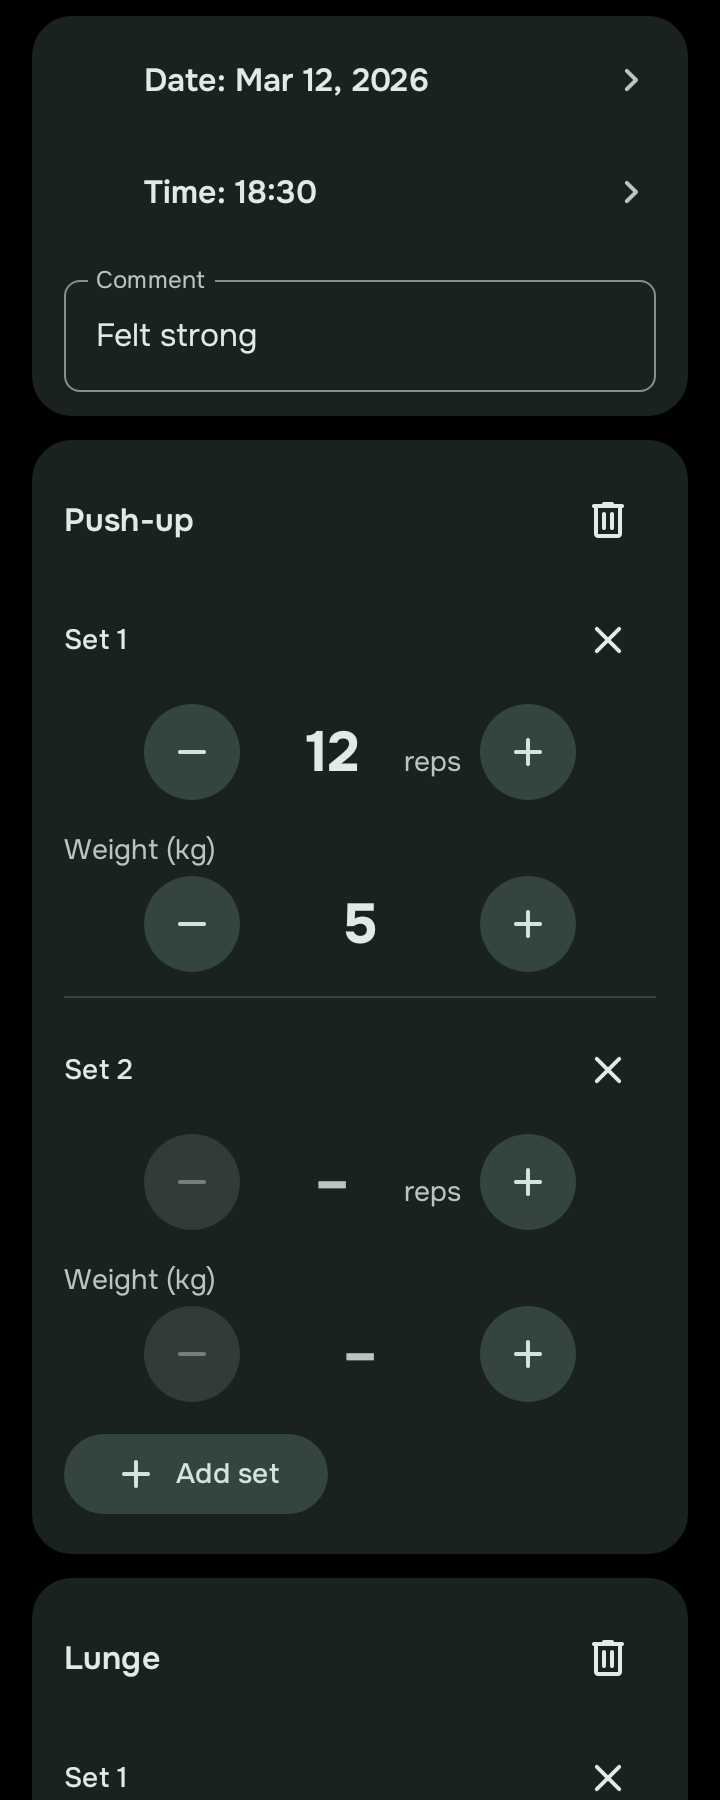 Date: Mar 12, 2026
Time: 18:30
Comment
Felt strong
Push-up
Set 1
12 reps
Weight (kg)
5
Set 2
– reps
Weight (kg)
–
Add set
Lunge
Set 1